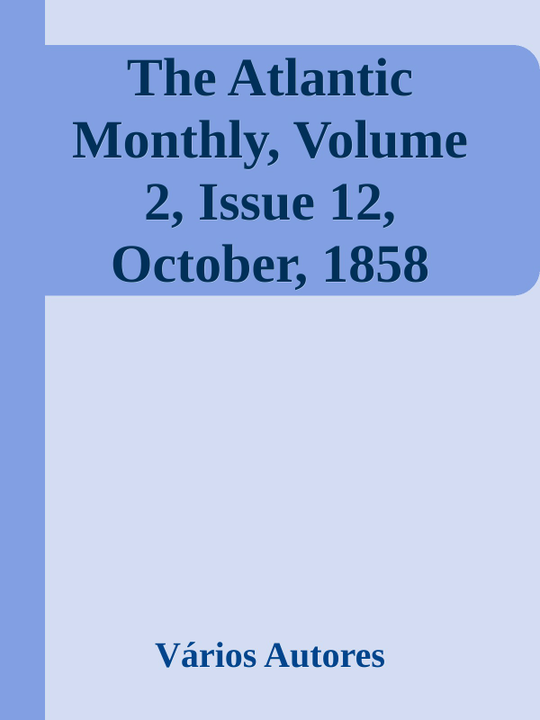 The Atlantic
Monthly, Volume
2, Issue 12,
October, 1858
Vários Autores